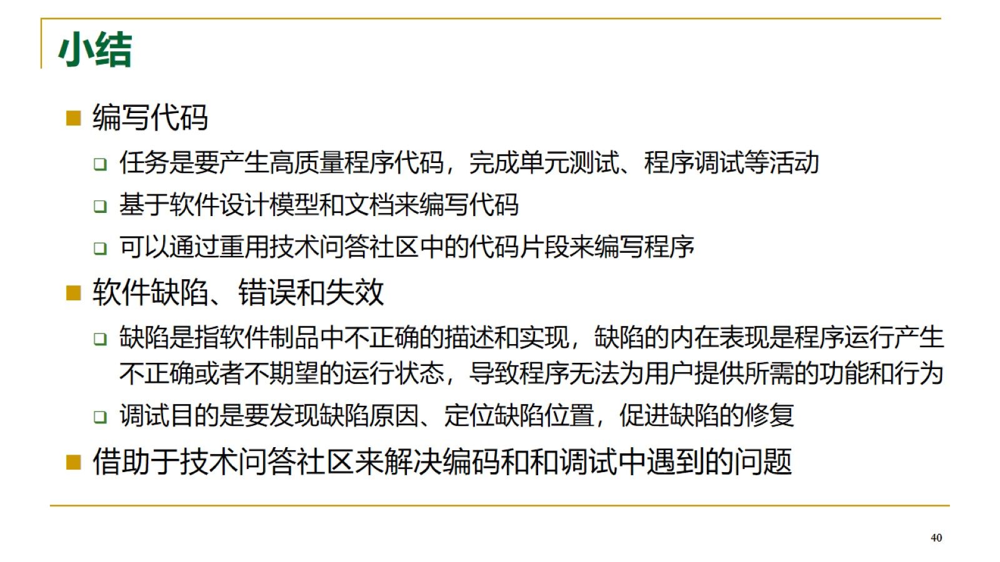 小结
编写代码
任务是要产生高质量程序代码，完成单元测试、程序调试等活动
基于软件设计模型和文档来编写代码
可以通过重用技术问答社区中的代码片段来编写程序
软件缺陷、错误和失效
缺陷是指软件制品中不正确的描述和实现，缺陷的内在表现是程序运行产生
不正确或者不期望的运行状态，导致程序无法为用户提供所需的功能和行为
调试目的是要发现缺陷原因、定位缺陷位置，促进缺陷的修复
借助于技术问答社区来解决编码和和调试中遇到的问题
40